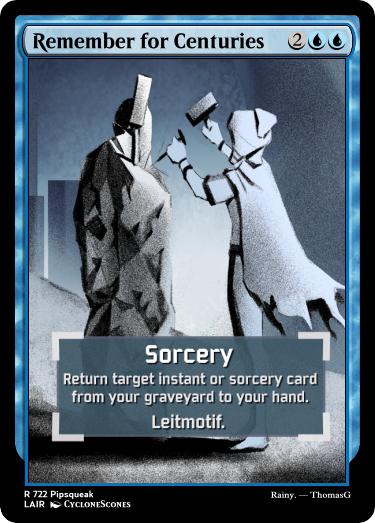 Remember for Centuries 2
Sorcery
Return target instant or sorcery card
from your graveyard to your hand.
Leitmotif.
R 722 Pipsqueak
LAIR CycloneScones
Rainy. — ThomasG